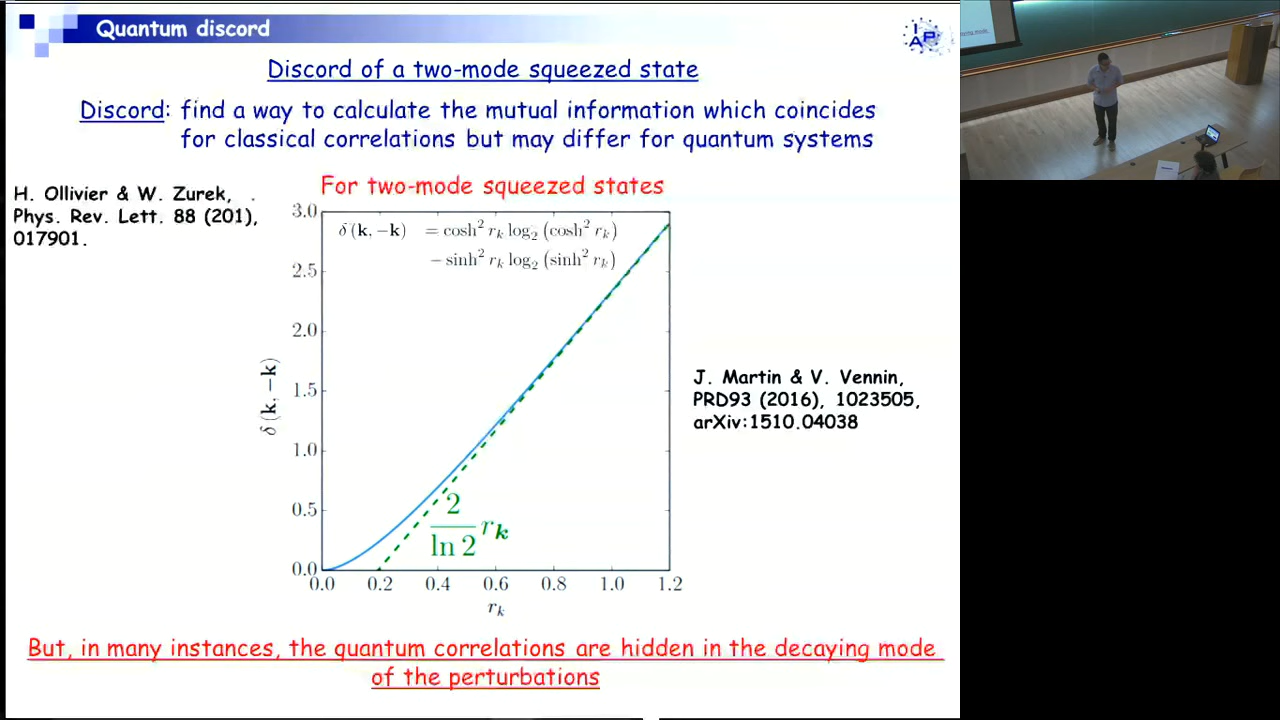 Quantum discord
IAP
Discord of a two-mode squeezed state
Discord: find a way to calculate the mutual information which coincides
for classical correlations but may differ for quantum systems
H. Ollivier & W. Zurek,
Phys. Rev. Lett. 88 (201),
017901.
For two-mode squeezed states
δ (k, −k) = cosh² r_k log₂ (cosh² r_k)
− sinh² r_k log₂ (sinh² r_k)
3.0
2.5
2.0
1.5
1.0
0.5
0.0
δ (k, −k)
2/ln 2 r_k
0.0 0.2 0.4 0.6 0.8 1.0 1.2
r_k
J. Martin & V. Vennin,
PRD93 (2016), 1023505,
arXiv:1510.04038
But, in many instances, the quantum correlations are hidden in the decaying mode
of the perturbations